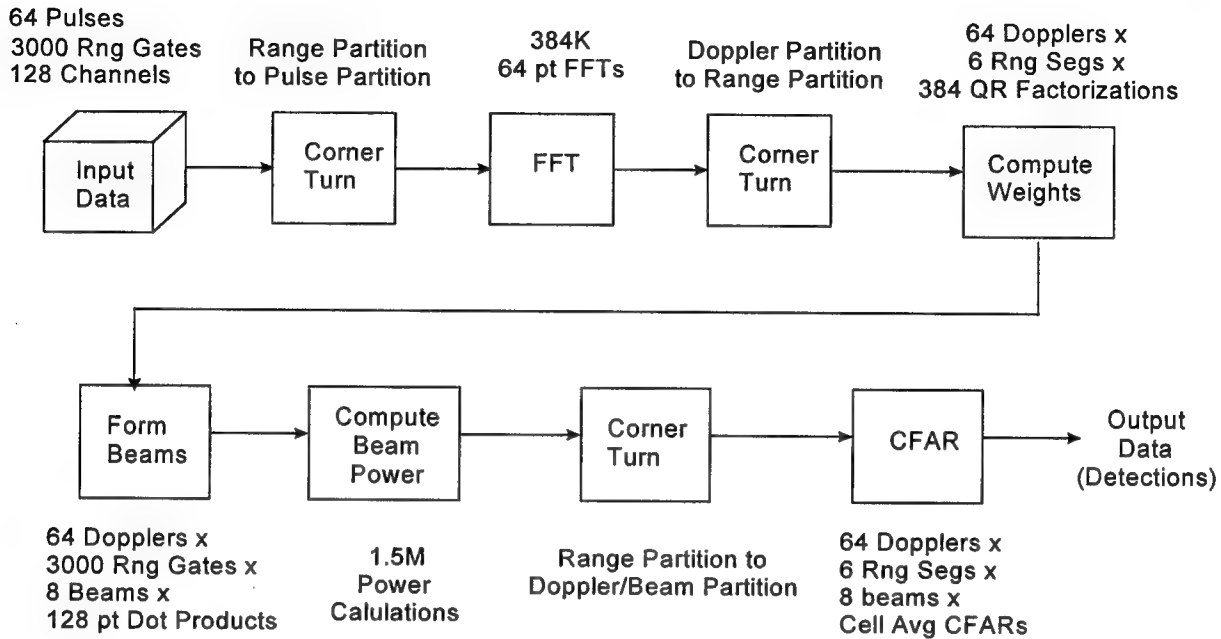 64 Pulses
3000 Rng Gates
128 Channels
Range Partition
to Pulse Partition
384K
64 pt FFTs
Doppler Partition
to Range Partition
64 Dopplers x
6 Rng Segs x
384 QR Factorizations
Input
Data
Corner
Turn
FFT
Corner
Turn
Compute
Weights
Form
Beams
Compute
Beam
Power
Corner
Turn
CFAR
Output
Data
(Detections)
64 Dopplers x
3000 Rng Gates x
8 Beams x
128 pt Dot Products
1.5M
Power
Calulations
Range Partition to
Doppler/Beam Partition
64 Dopplers x
6 Rng Segs x
8 beams x
Cell Avg CFARs